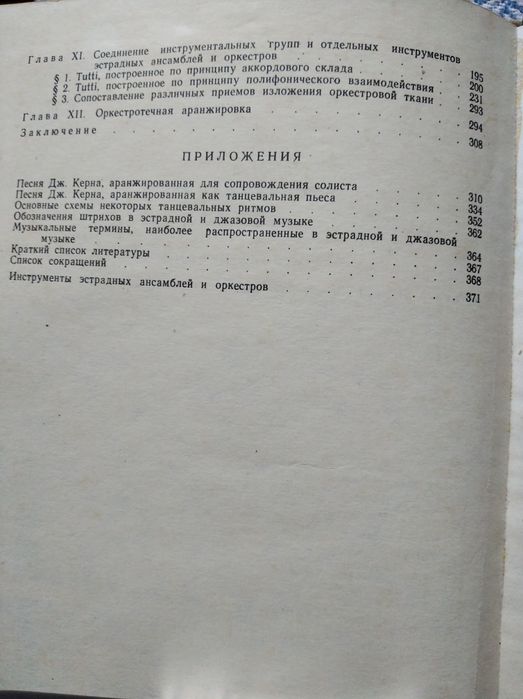 Глава XI. Соединение инструментальных групп и отдельных инструментов
эстрадных ансамблей и оркестров . . . . . . . . 195
§ 1. Tutti, построенное по принципу аккордового склада . . . . 200
§ 2. Tutti, построенное по принципу полифонического взаимодействия . 231
§ 3. Сопоставление различных приемов изложения оркестровой ткани . 293
Глава XII. Оркестротечная аранжировка . . . . . . . . 294
Заключение . . . . . . . . . . . . . . 308
ПРИЛОЖЕНИЯ
Песня Дж. Керна, аранжированная для сопровождения солиста . . . . 310
Песня Дж. Керна, аранжированная как танцевальная пьеса . . . . 334
Основные схемы некоторых танцевальных ритмов . . . . . . 352
Обозначения штрихов в эстрадной и джазовой музыке . . . . . 362
Музыкальные термины, наиболее распространенные в эстрадной и джазовой
музыке . . . . . . . . . . . . . . 364
Краткий список литературы . . . . . . . . . . . 367
Список сокращений . . . . . . . . . . . . 368
Инструменты эстрадных ансамблей и оркестров . . . . . . . 371